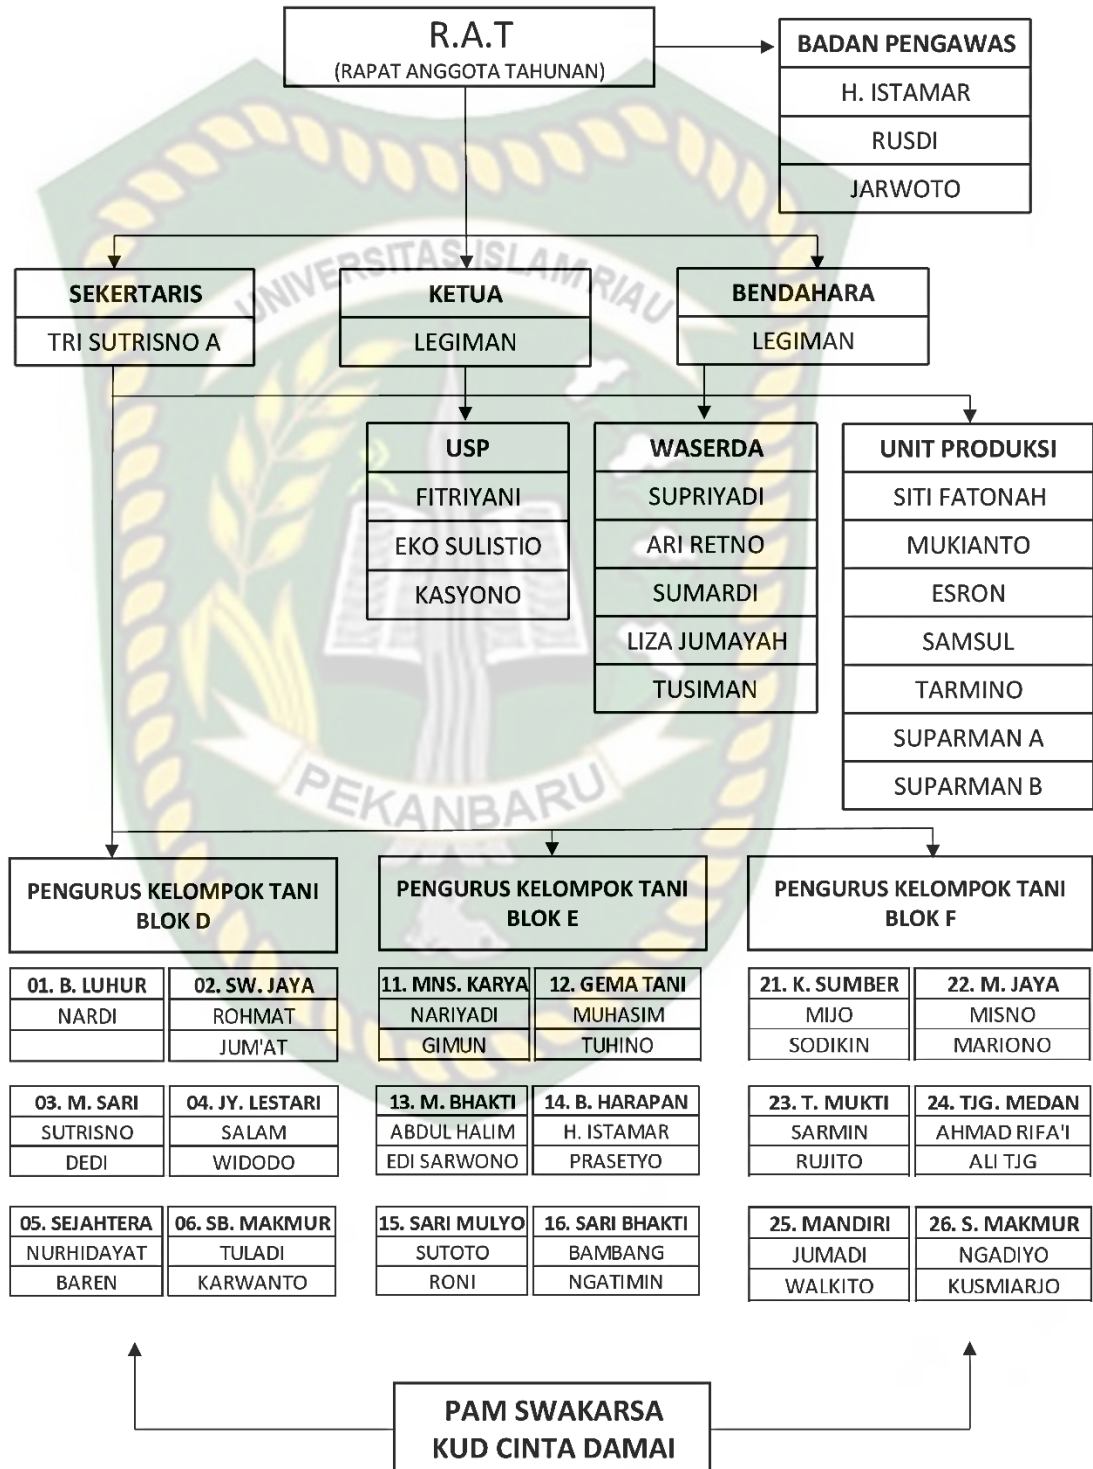 R.A.T
(RAPAT ANGGOTA TAHUNAN)
BADAN PENGAWAS
H. ISTAMAR
RUSDI
JARWOTO
UNIVERSITAS ISLAM RIAU
SEKERTARIS
TRI SUTRISNO A
KETUA
LEGIMAN
BENDAHARA
LEGIMAN
USP
FITRIYANI
EKO SULISTIO
KASYONO
WASERDA
SUPRIYADI
ARI RETNO
SUMARDI
LIZA JUMAYAH
TUSIMAN
UNIT PRODUKSI
SITI FATONAH
MUKIANTO
ESRON
SAMSUL
TARMINO
SUPARMAN A
SUPARMAN B
PEKANBARU
PENGURUS KELOMPOK TANI
BLOK D
PENGURUS KELOMPOK TANI
BLOK E
PENGURUS KELOMPOK TANI
BLOK F
01. B. LUHUR
NARDI
02. SW. JAYA
ROHMAT
JUM'AT
11. MNS. KARYA
NARIYADI
GIMUN
12. GEMA TANI
MUHASIM
TUHINO
21. K. SUMBER
MIJO
SODIKIN
22. M. JAYA
MISNO
MARIONO
03. M. SARI
SUTRISNO
DEDI
04. JY. LESTARI
SALAM
WIDODO
13. M. BHAKTI
ABDUL HALIM
EDI SARWONO
14. B. HARAPAN
H. ISTAMAR
PRASETYO
23. T. MUKTI
SARMIN
RUJITO
24. TJG. MEDAN
AHMAD RIFA'I
ALI TJG
05. SEJAHTERA
NURHIDAYAT
BAREN
06. SB. MAKMUR
TULADI
KARWANTO
15. SARI MULYO
SUTOTO
RONI
16. SARI BHAKTI
BAMBANG
NGATIMIN
25. MANDIRI
JUMADI
WALKITO
26. S. MAKMUR
NGADIYO
KUSMIARJO
PAM SWAKARSA
KUD CINTA DAMAI